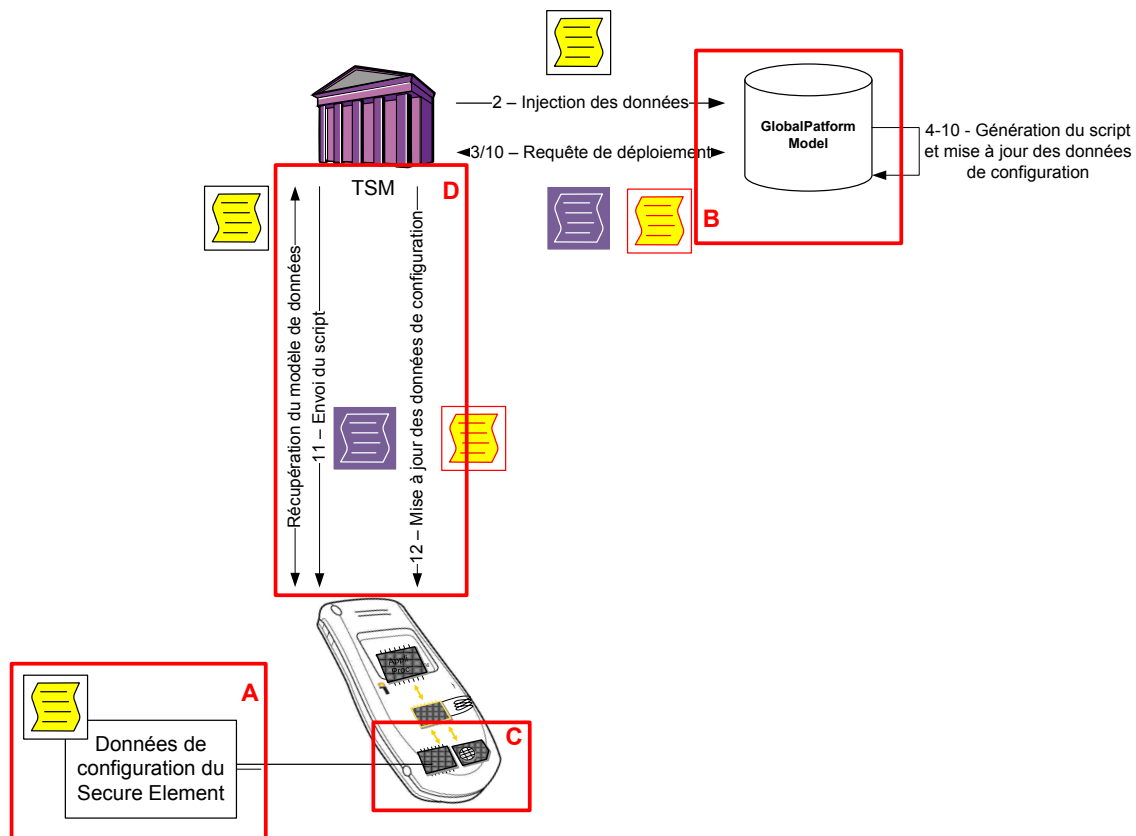 2 – Injection des données
GlobalPatform
Model
4-10 - Génération du script
et mise à jour des données
de configuration
3/10 – Requête de déploiement
TSM
D
B
Récupération du modèle de données
11 – Envoi du script
12 – Mise à jour des données de configuration
Proc
A
C
Données de
configuration du
Secure Element